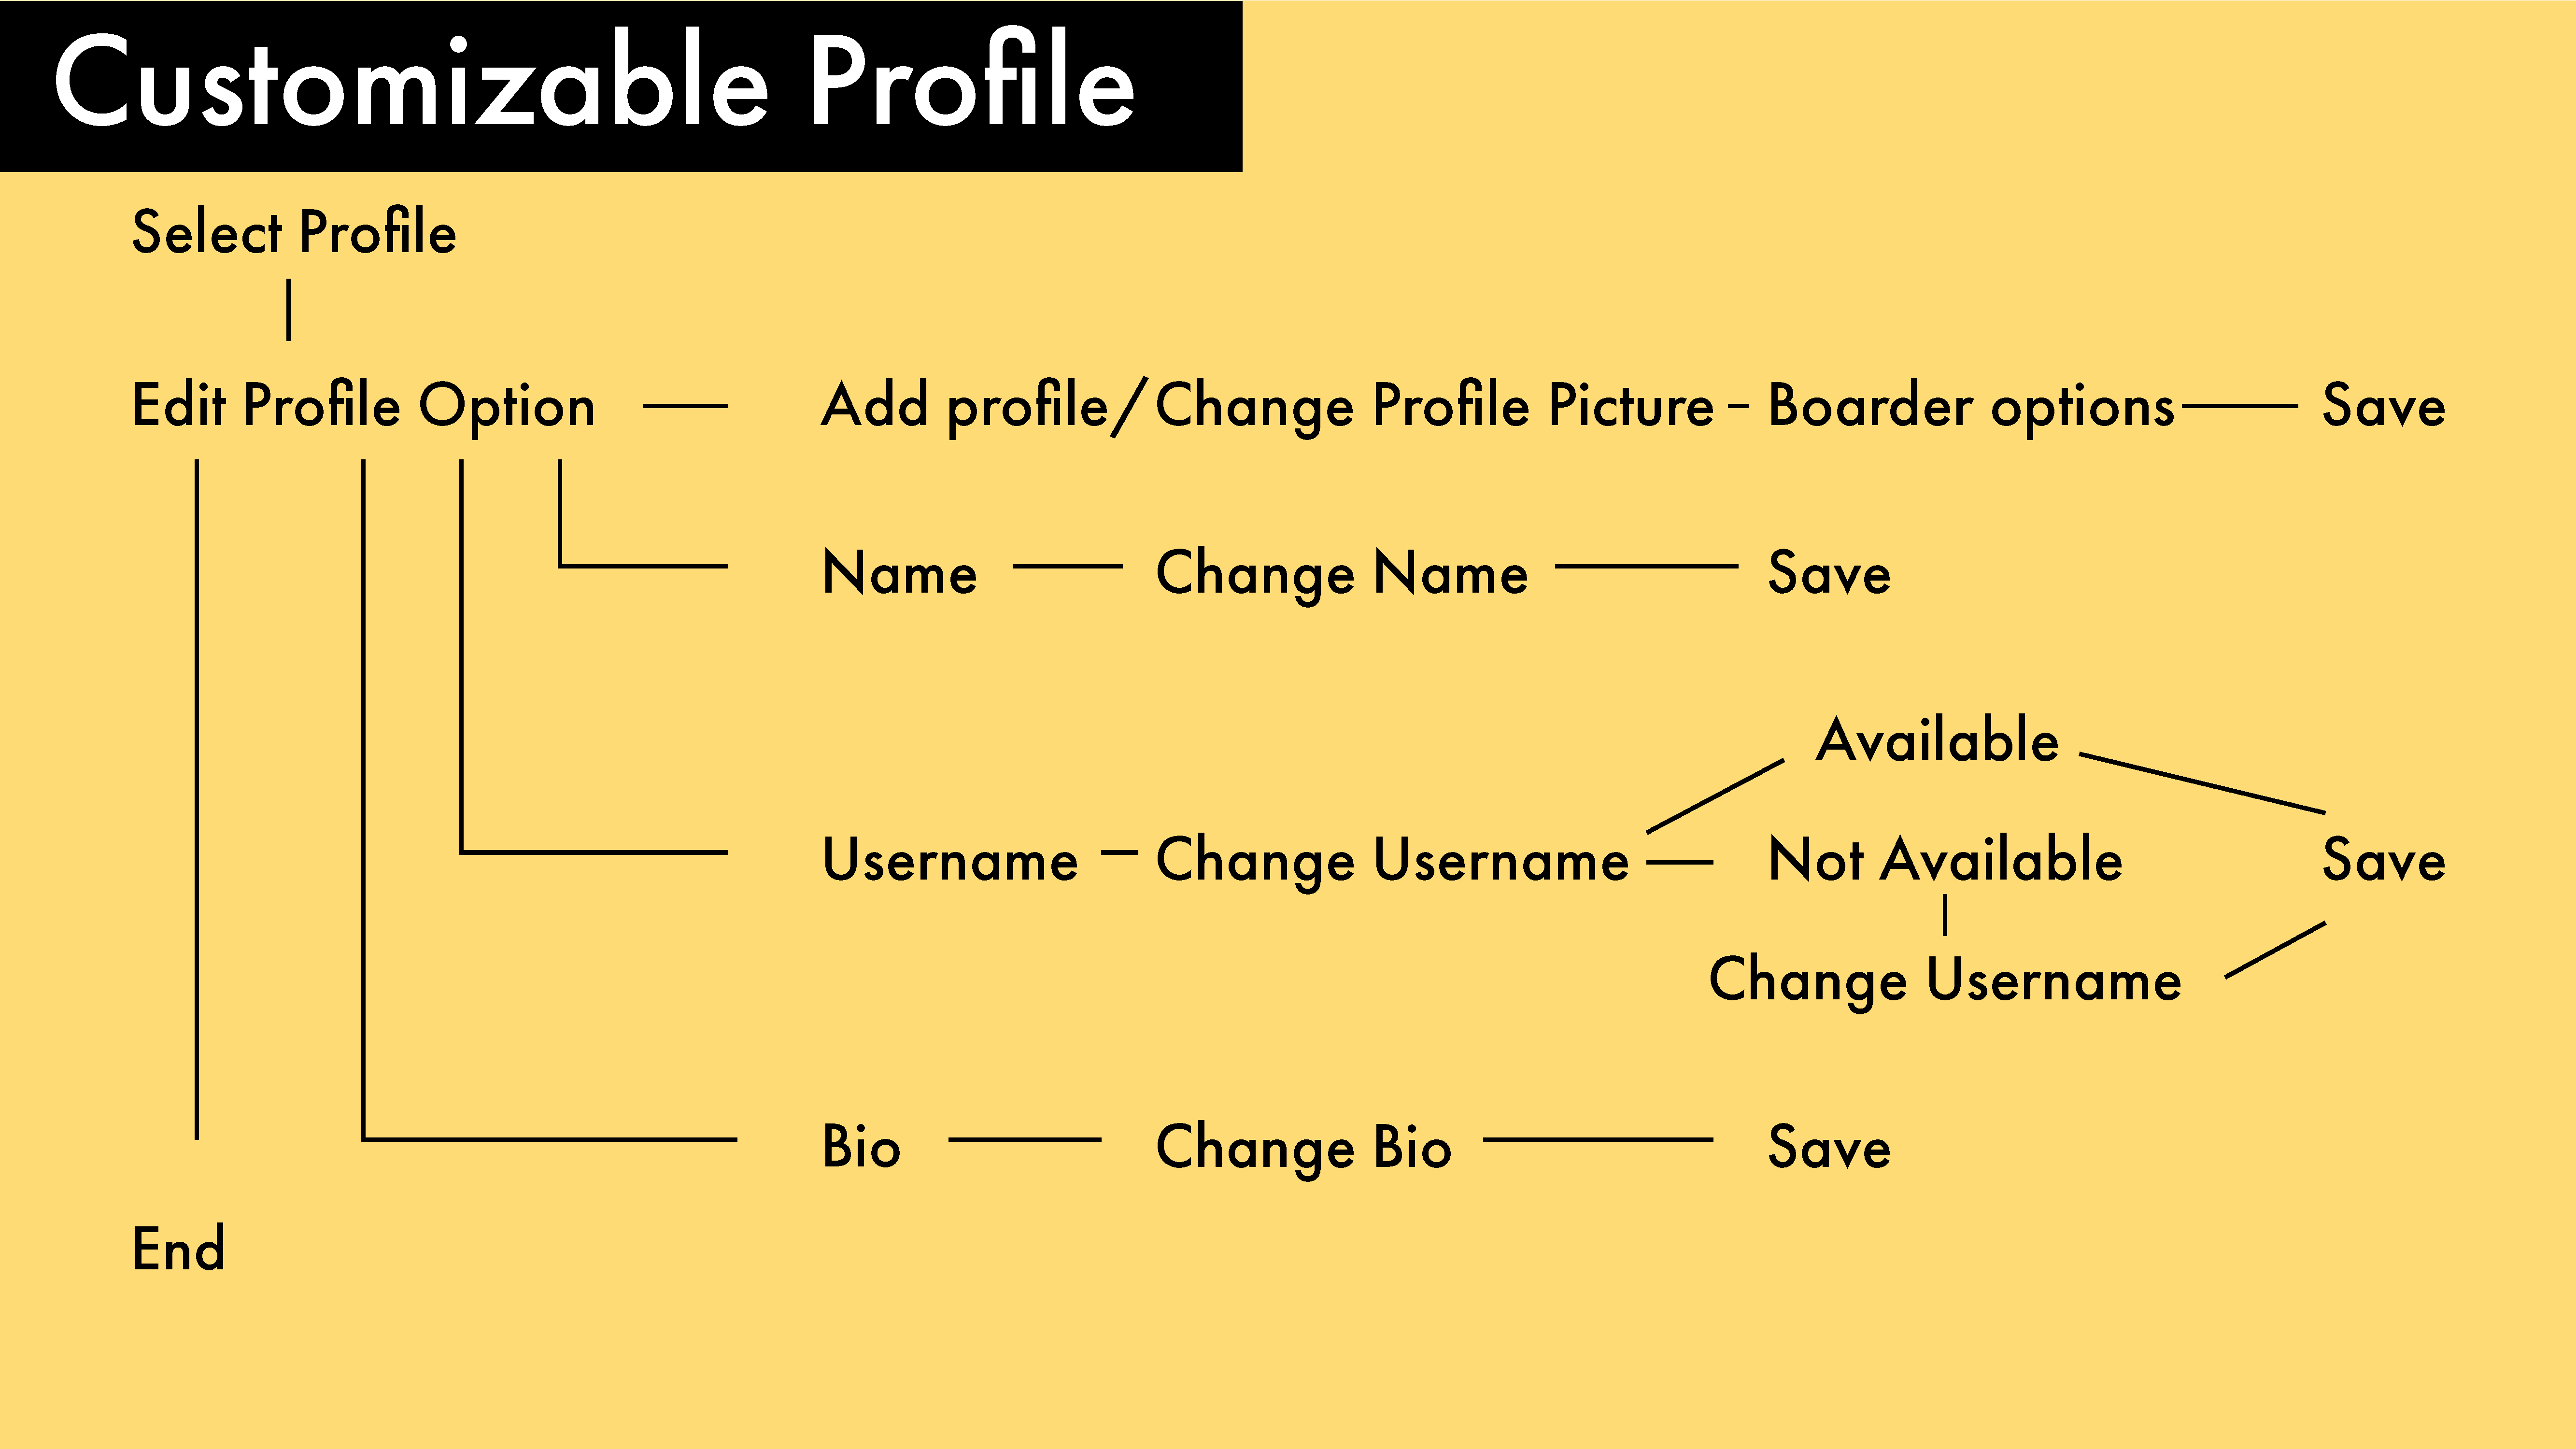 Customizable Profile
Select Profile
Edit Profile Option
Add profile/Change Profile Picture
Boarder options
Save
Name
Change Name
Save
Available
Username
Change Username
Not Available
Save
Change Username
Bio
Change Bio
Save
End